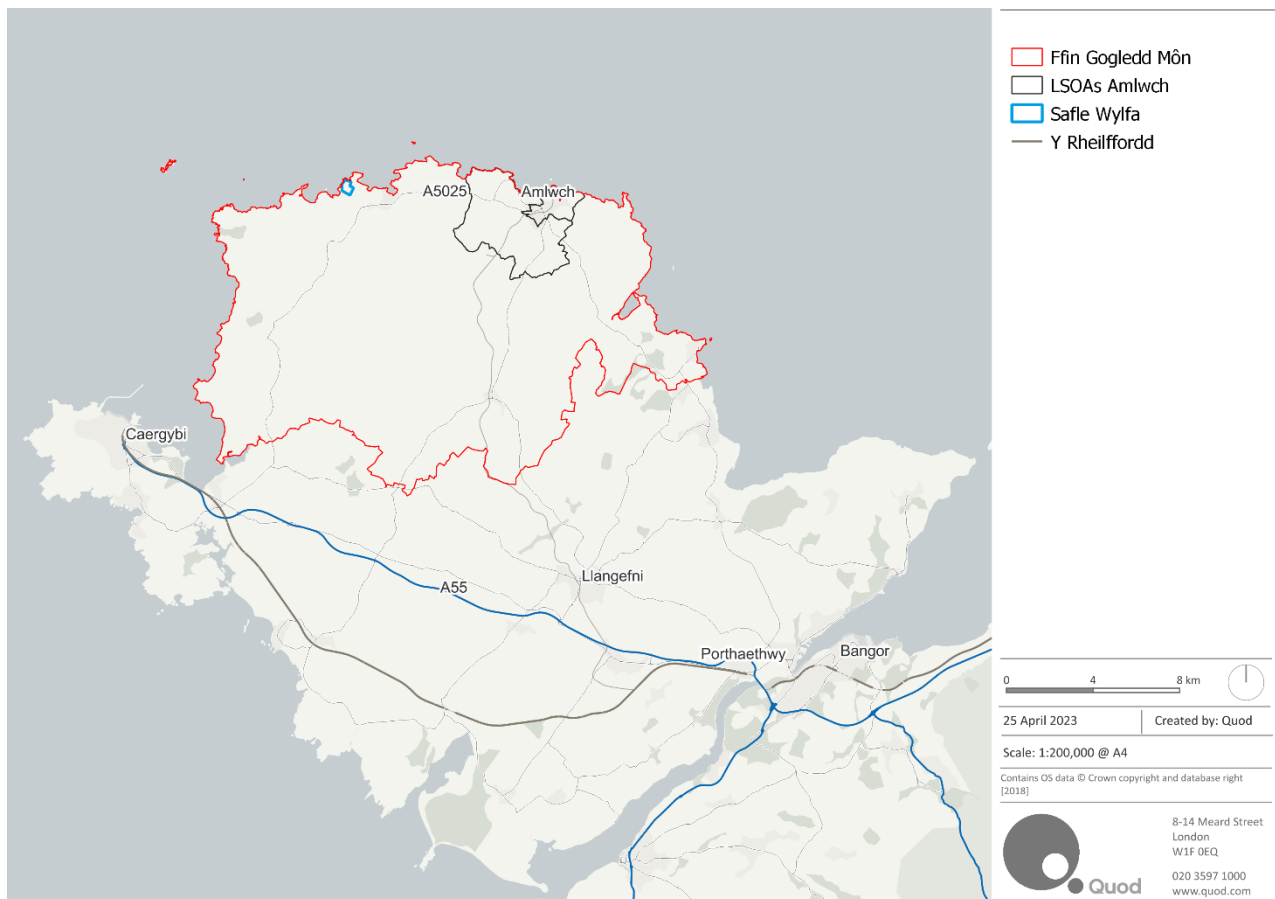 Ffin Gogledd Môn
LSOAs Amlwch
Safle Wylfa
Y Rheilffordd
A5025
Amlwch
Caergybi
Llangefni
A55
Porthaethwy
Bangor
0 4 8 km
25 April 2023
Created by: Quod
Scale: 1:200,000 @ A4
Contains OS data © Crown copyright and database right
[2018]
8-14 Meard Street
London
W1F 0EQ
020 3597 1000
www.quod.com
Quod